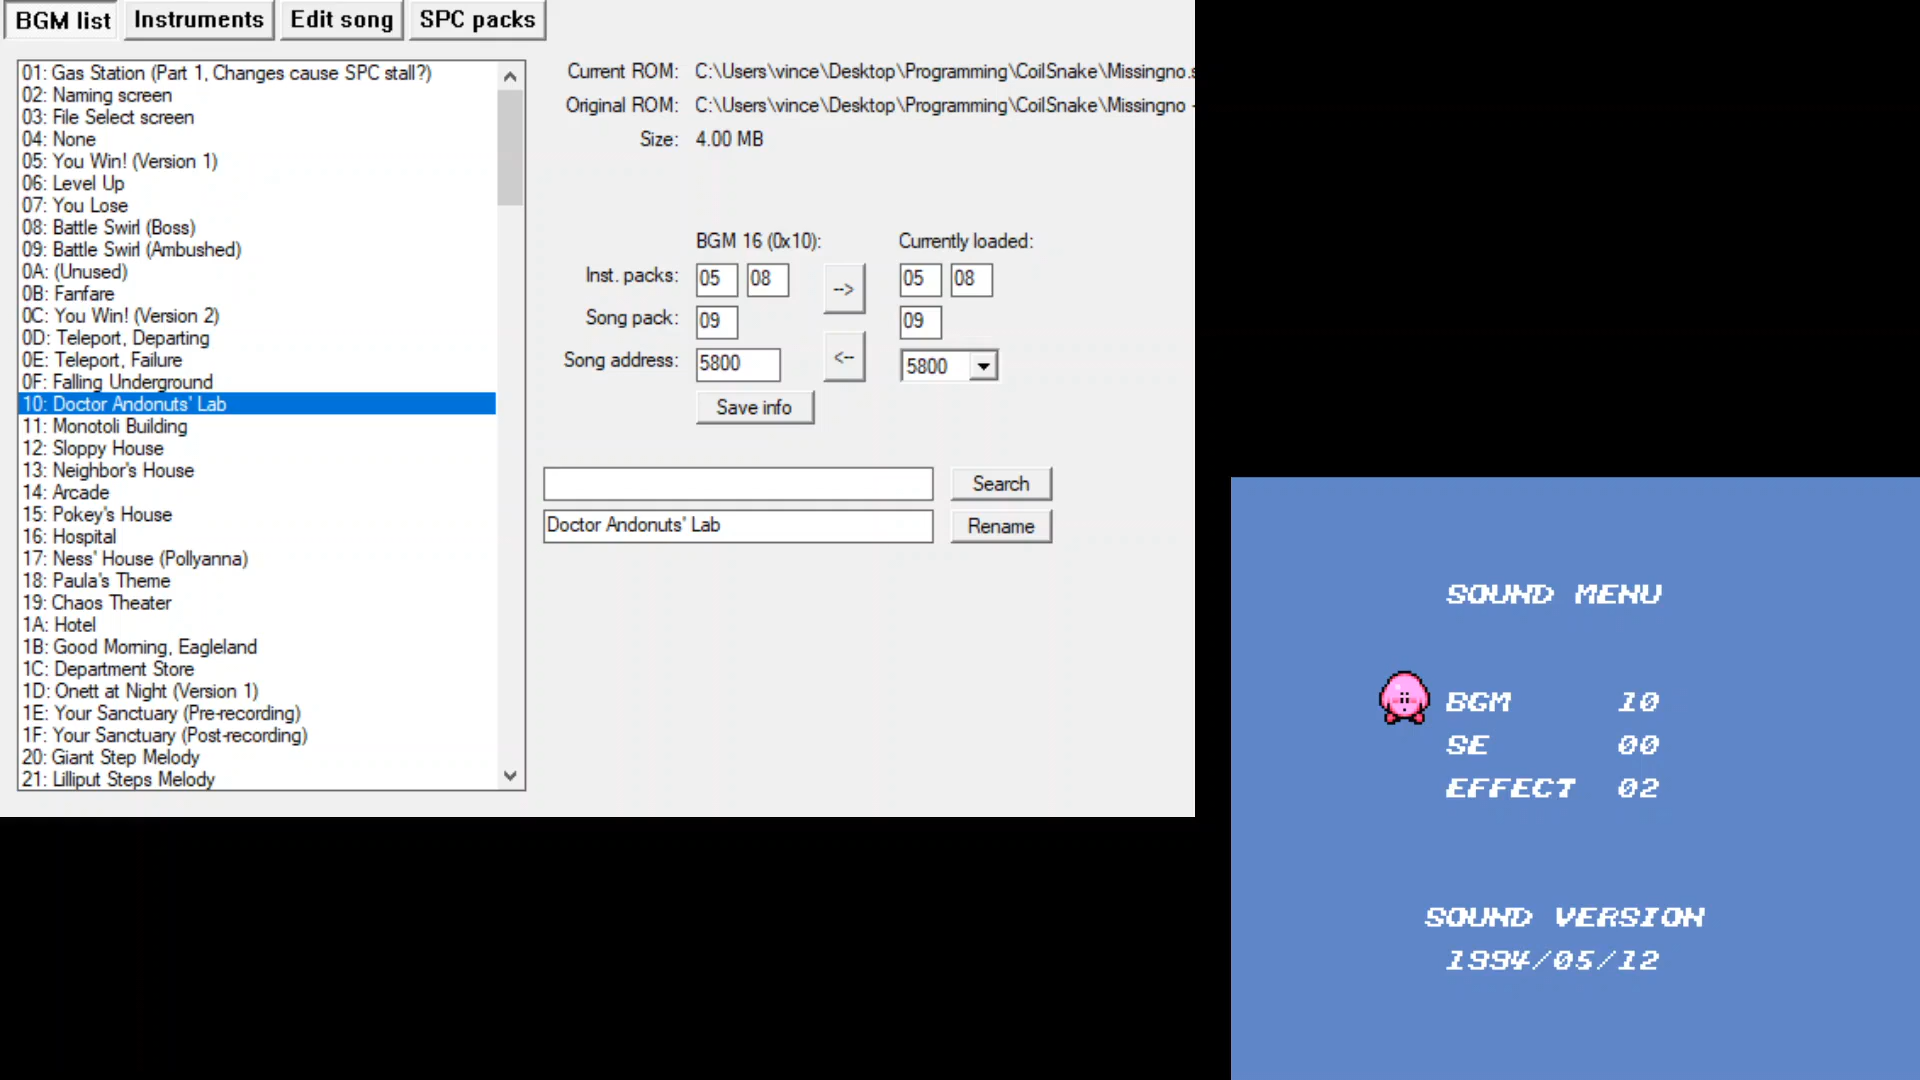 BGM list
Instruments
Edit song
SPC packs
01: Gas Station (Part 1, Changes cause SPC stall?)
02: Naming screen
03: File Select screen
04: None
05: You Win! (Version 1)
06: Level Up
07: You Lose
08: Battle Swirl (Boss)
09: Battle Swirl (Ambushed)
0A: (Unused)
0B: Fanfare
0C: You Win! (Version 2)
0D: Teleport, Departing
0E: Teleport, Failure
0F: Falling Underground
10: Doctor Andonuts' Lab
11: Monotoli Building
12: Sloppy House
13: Neighbor's House
14: Arcade
15: Pokey's House
16: Hospital
17: Ness' House (Pollyanna)
18: Paula's Theme
19: Chaos Theater
1A: Hotel
1B: Good Morning, Eagleland
1C: Department Store
1D: Onett at Night (Version 1)
1E: Your Sanctuary (Pre-recording)
1F: Your Sanctuary (Post-recording)
20: Giant Step Melody
21: Lilliput Steps Melody
Current ROM: C:\Users\vince\Desktop\Programming\CoilSnake\Missingno.s
Original ROM: C:\Users\vince\Desktop\Programming\CoilSnake\Missingno -
Size: 4.00 MB
BGM 16 (0x10): Currently loaded:
Inst. packs: 05 08 --> 05 08
Song pack: 09 09
Song address: 5800 <-- 5800
Save info
Search
Doctor Andonuts' Lab Rename
SOUND MENU
BGM 10
SE 00
EFFECT 02
SOUND VERSION
1994/05/12